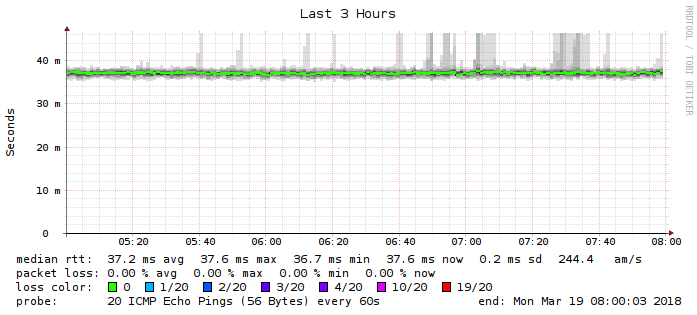 Last 3 Hours
RRDTOOL / TOBI OETIKER
Seconds
40 m
30 m
20 m
10 m
0
05:20 05:40 06:00 06:20 06:40 07:00 07:20 07:40 08:00
median rtt: 37.2 ms avg 37.6 ms max 36.7 ms min 37.6 ms now 0.2 ms sd 244.4 am/s
packet loss: 0.00 % avg 0.00 % max 0.00 % min 0.00 % now
loss color: 0 1/20 2/20 3/20 4/20 10/20 19/20
probe: 20 ICMP Echo Pings (56 Bytes) every 60s end: Mon Mar 19 08:00:03 2018